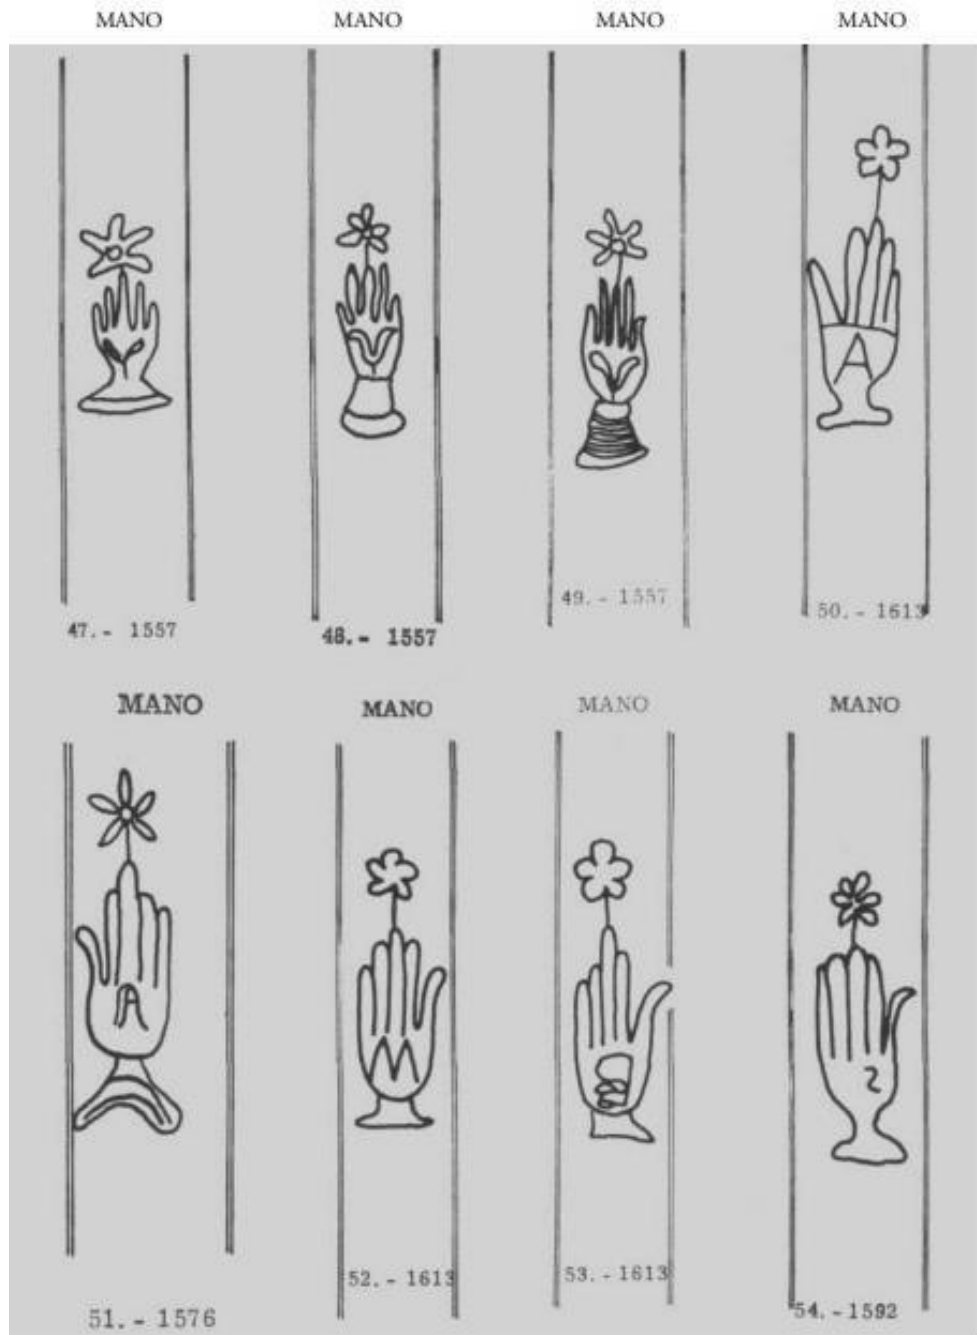 MANO MANO MANO MANO
47.- 1557 48.- 1557 49.- 1557 50.- 1613
A
MANO MANO MANO MANO
A M
51.- 1576 52.- 1613 53.- 1613 54.-1592